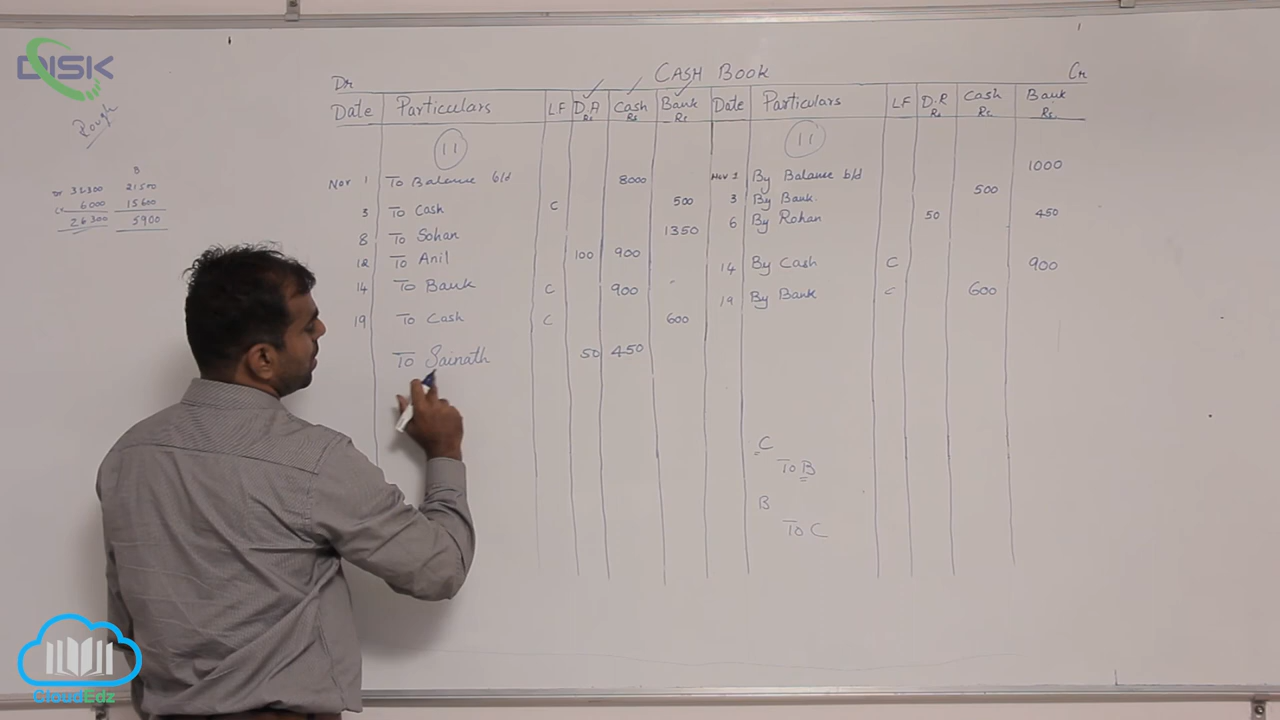 DISK
Rough
B
Dr 32300 21500
Cr 6000 15600
26300 5900
CASH BOOK
Dr Cr
Date Particulars L.F D.A Rs Cash Rs Bank Rs Date Particulars LF D.R Rs Cash Rs Bank Rs
11 11
Nov 1 To Balance b/d 8000 Nov 1 By Balance b/d 1000
3 To Cash C 500 3 By Bank 500
8 To Sohan 1350 6 By Rohan 50 450
12 To Anil 100 900
14 To Bank C 900 14 By Cash C 900
19 To Cash C 600 19 By Bank C 600
To Sainath 50 450
C
To B
B
To C
CloudEdz